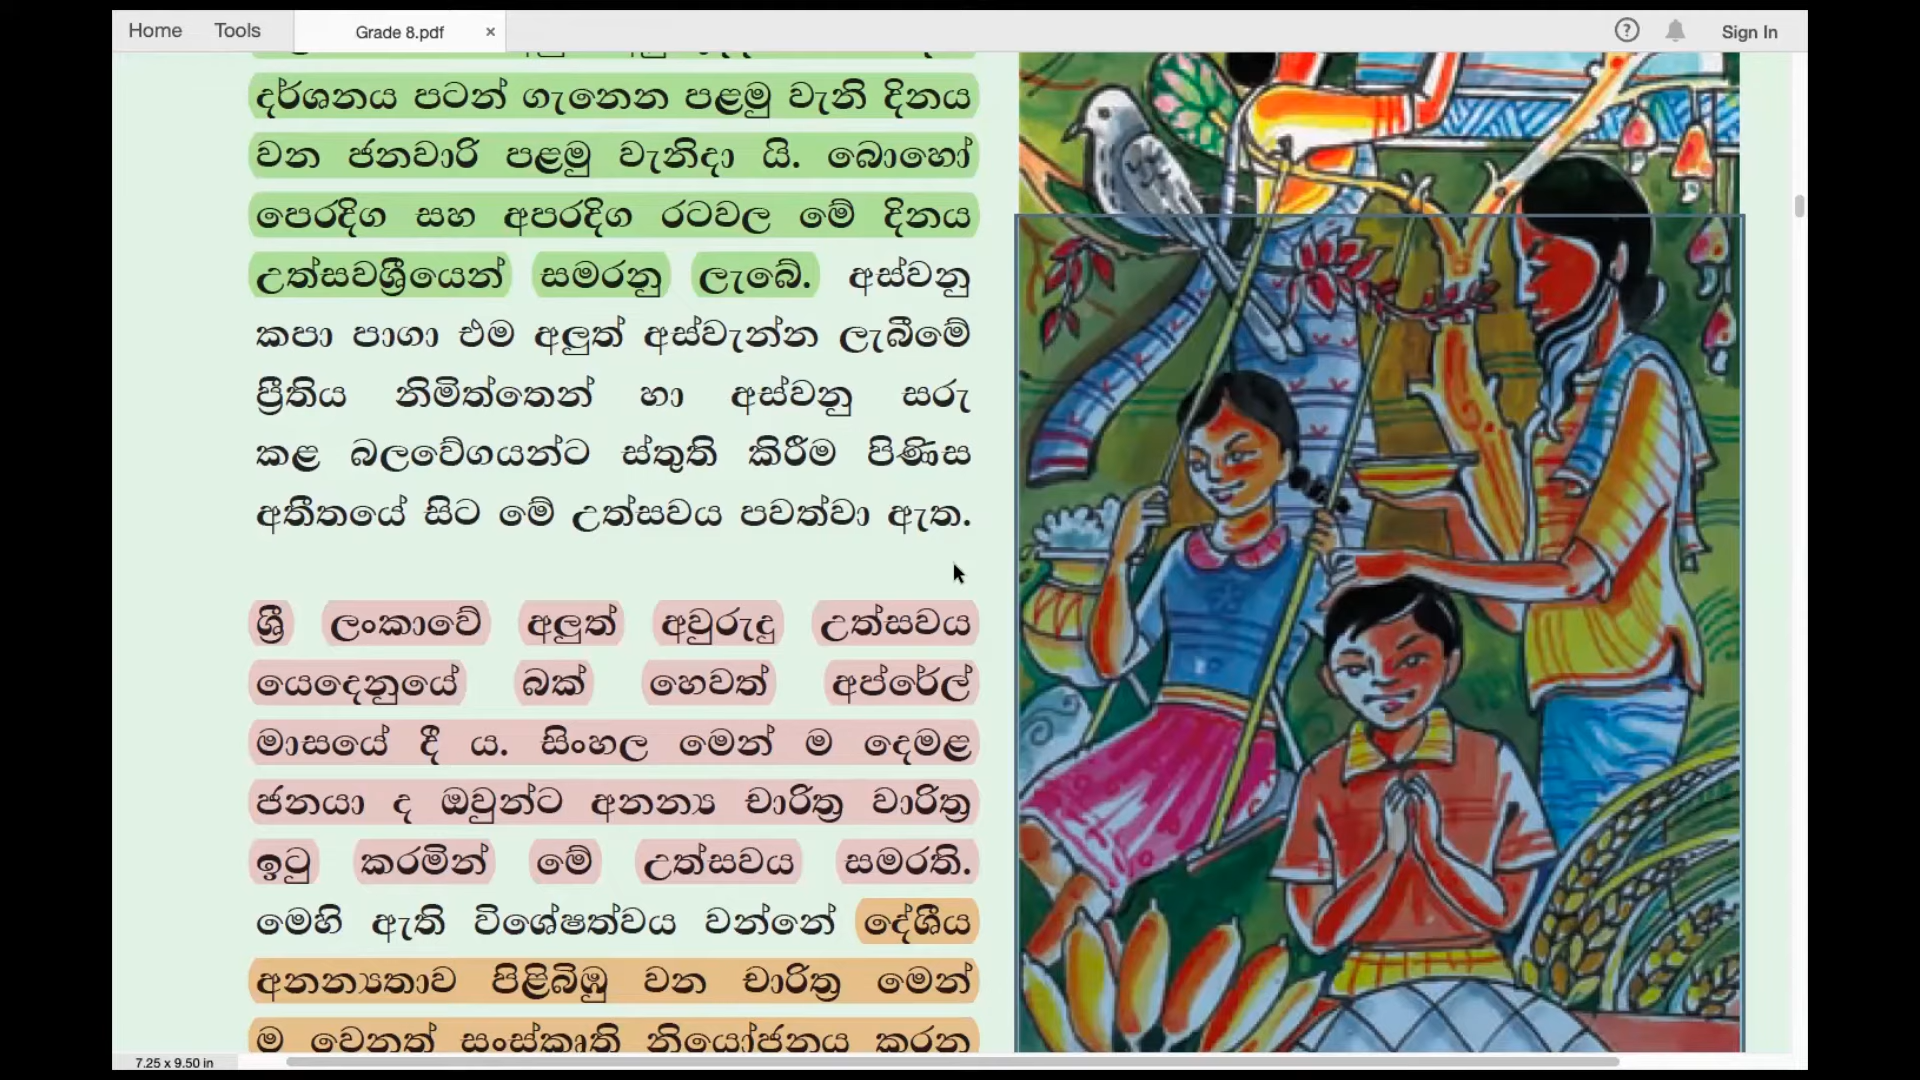 Home Tools Grade 8.pdf × ? Sign In
දර්ශනය පටන් ගැනෙන පළමු වැනි දිනය
වන ජනවාරි පළමු වැනිදා යි. බොහෝ
පෙරදිග සහ අපරදිග රටවල මේ දිනය
උත්සවශ්‍රීයෙන් සමරනු ලැබේ. අස්වනු
කපා පාගා එම අලුත් අස්වැන්න ලැබීමේ
ප්‍රීතිය නිමිත්තෙන් හා අස්වනු සරු
කළ බලවේගයන්ට ස්තුති කිරීම පිණිස
අතීතයේ සිට මේ උත්සවය පවත්වා ඇත.
ශ්‍රී ලංකාවේ අලුත් අවුරුදු උත්සවය
යෙදෙනුයේ බක් හෙවත් අප්රේල්
මාසයේ දී ය. සිංහල මෙන් ම දෙමළ
ජනයා ද ඔවුන්ට අනන්‍ය චාරිත්‍ර වාරිත්‍ර
ඉටු කරමින් මේ උත්සවය සමරති.
මෙහි ඇති විශේෂත්වය වන්නේ දේශීය
අනන්‍යතාව පිළිබිඹු වන චාරිත්‍ර මෙන්
ම වෙනත් සංස්කෘති නියෝජනය කරන
7.25 x 9.50 in